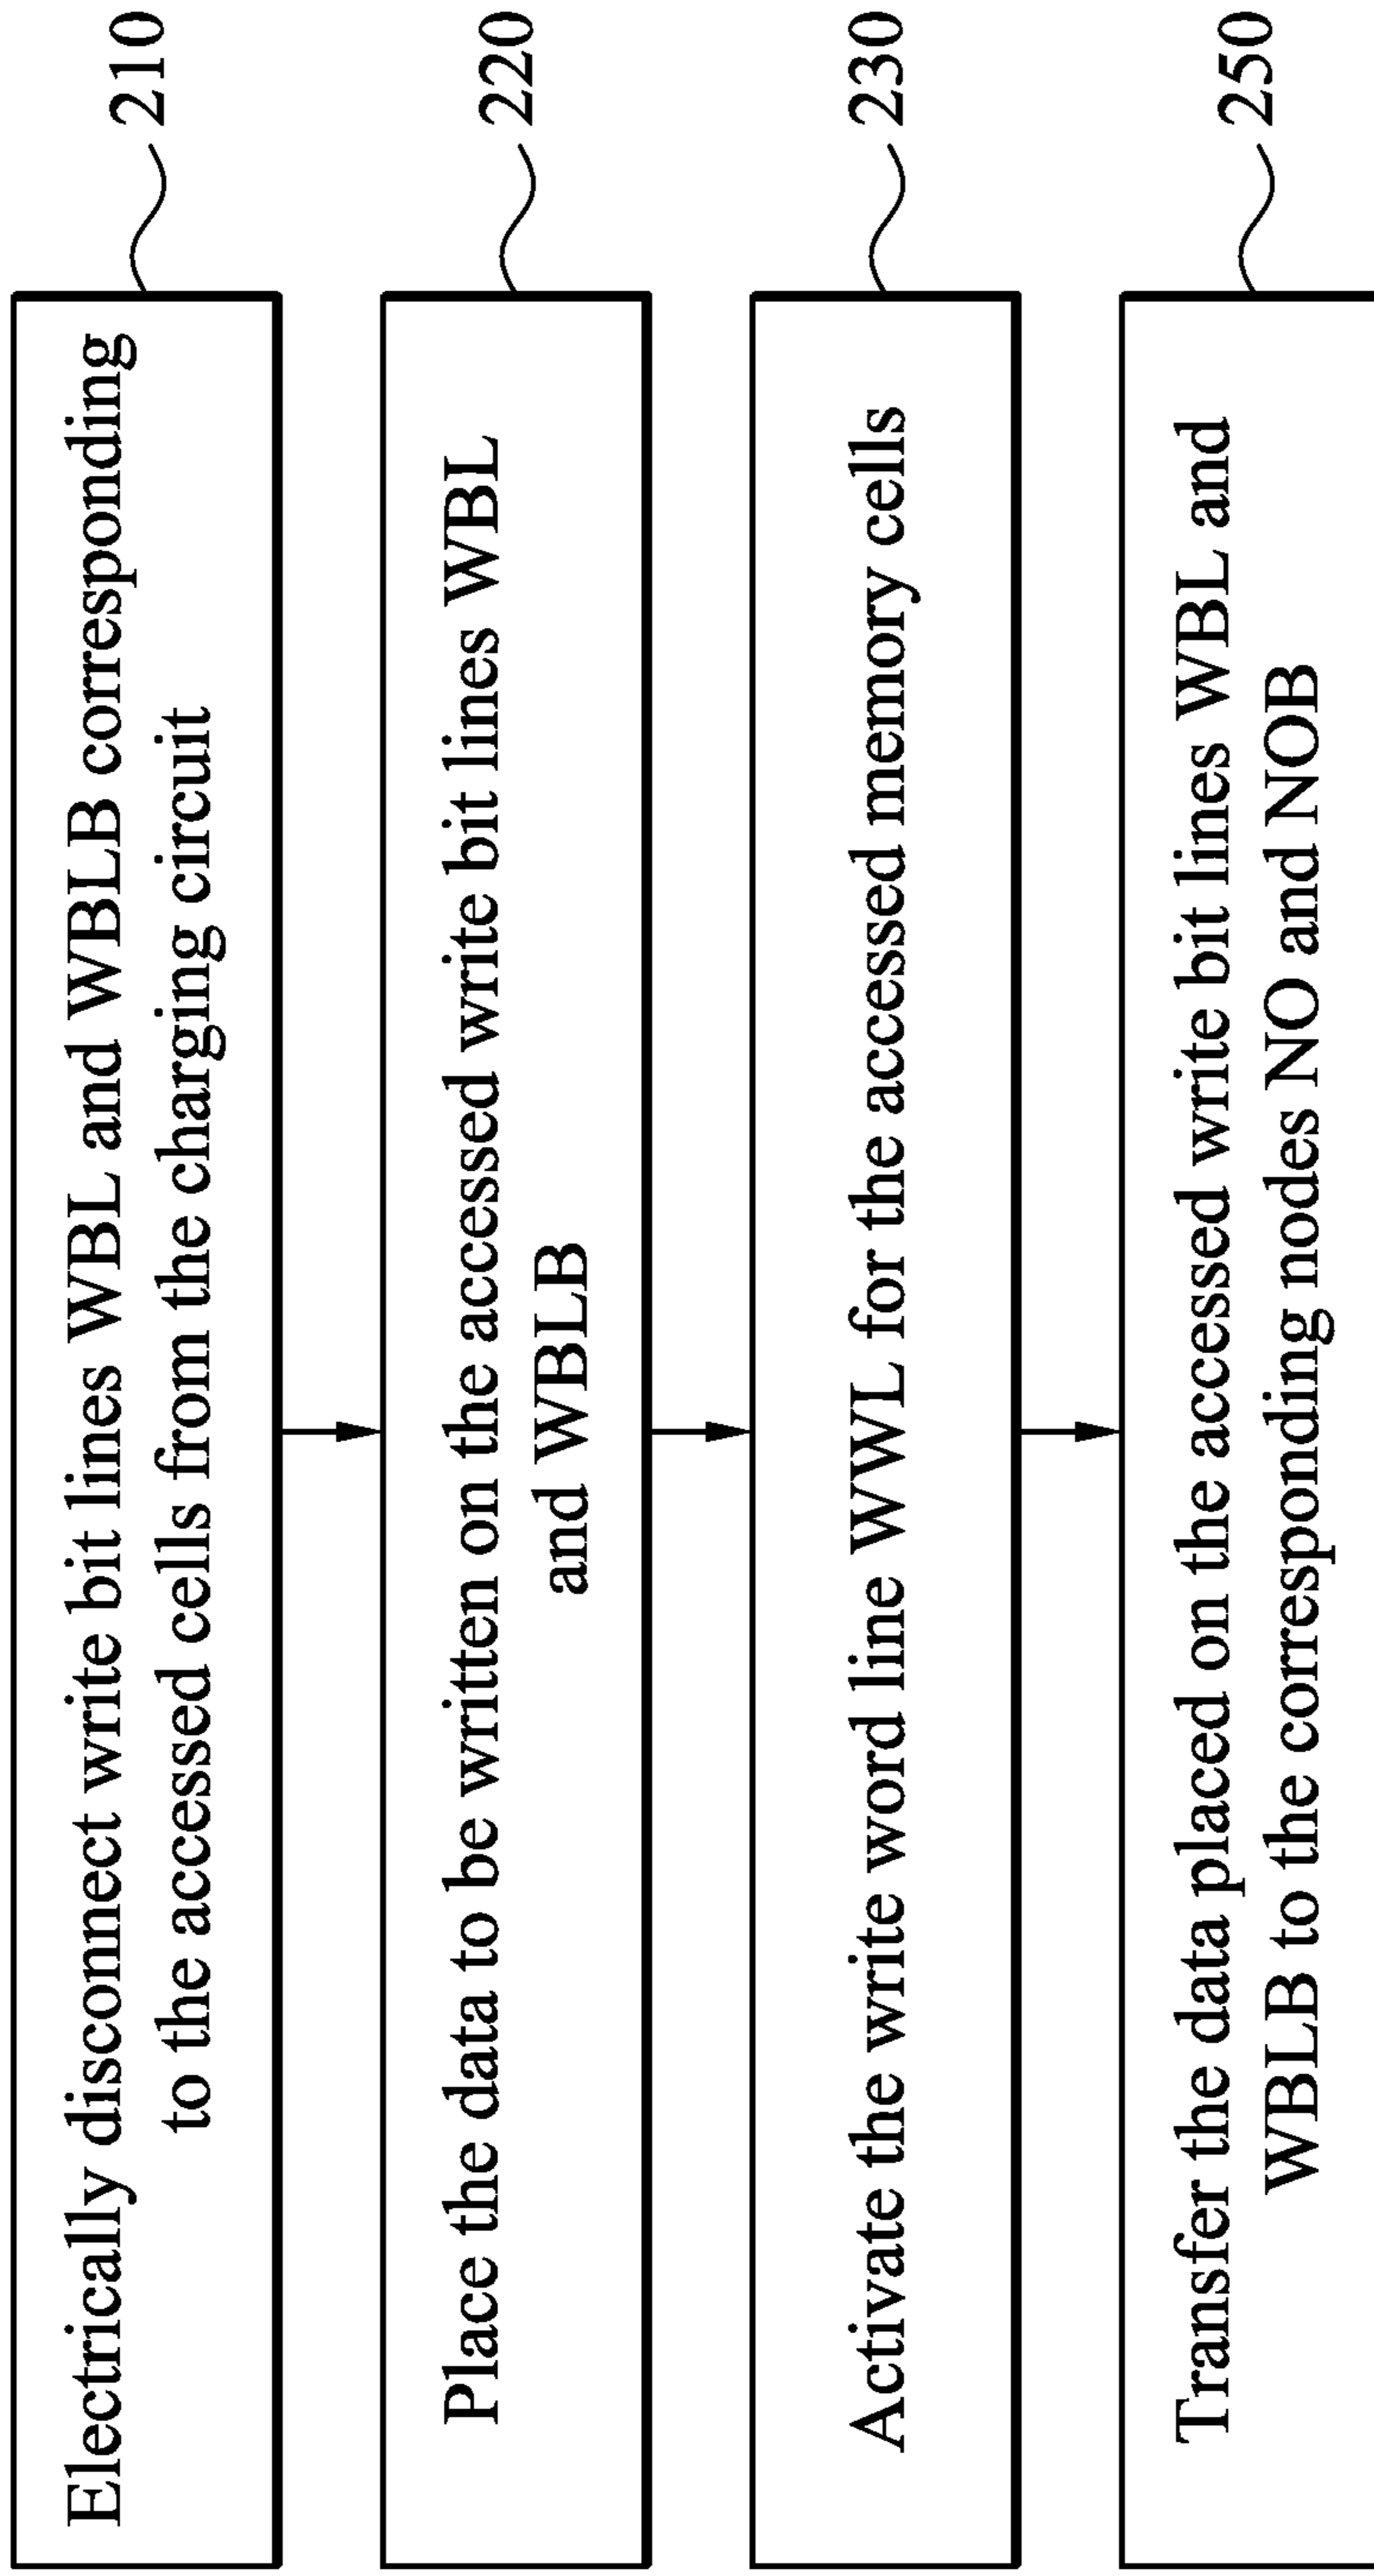 Electrically disconnect write bit lines WBL and WBLB corresponding
to the accessed cells from the charging circuit
210
Place the data to be written on the accessed write bit lines WBL
and WBLB
220
Activate the write word line WWL for the accessed memory cells
230
Transfer the data placed on the accessed write bit lines WBL and
WBLB to the corresponding nodes NO and NOB
250